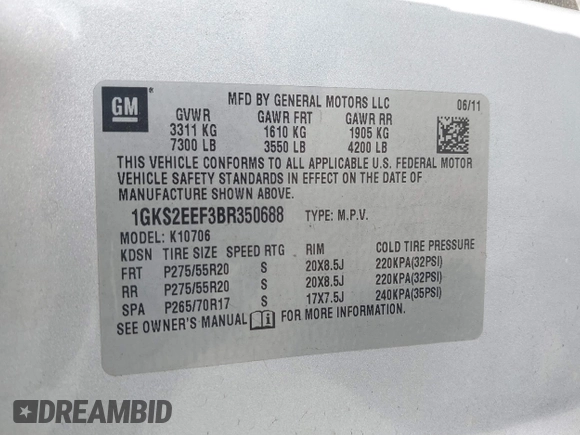 GM
MFD BY GENERAL MOTORS LLC 06/11
GVWR GAWR FRT GAWR RR
3311 KG 1610 KG 1905 KG
7300 LB 3550 LB 4200 LB
THIS VEHICLE CONFORMS TO ALL APPLICABLE U.S. FEDERAL MOTOR
VEHICLE SAFETY STANDARDS IN EFFECT ON THE DATE OF
MANUFACTURE SHOWN ABOVE.
1GKS2EEF3BR350688 TYPE: M.P.V.
MODEL: K10706
KDSN TIRE SIZE SPEED RTG RIM COLD TIRE PRESSURE
FRT P275/55R20 S 20X8.5J 220KPA(32PSI)
RR P275/55R20 S 20X8.5J 220KPA(32PSI)
SPA P265/70R17 S 17X7.5J 240KPA(35PSI)
SEE OWNER'S MANUAL i FOR MORE INFORMATION.
DREAMBID